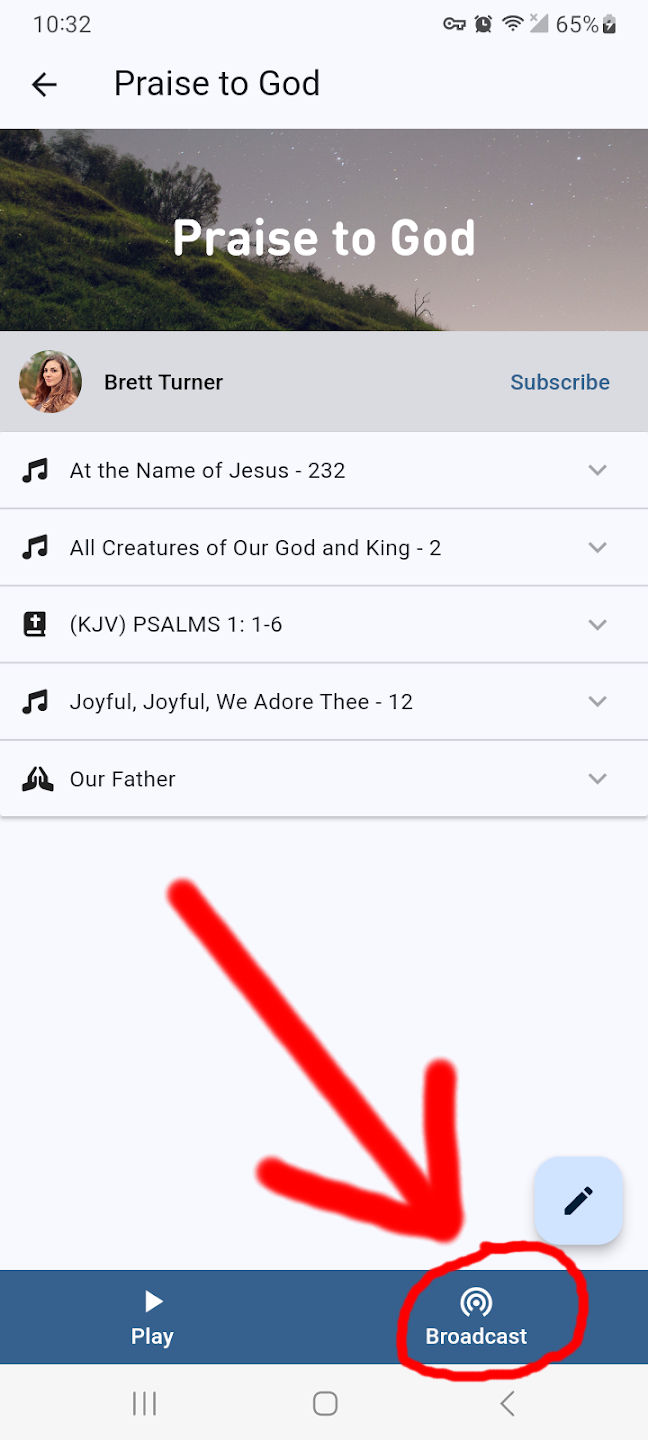 10:32
65%
Praise to God
Praise to God
Brett Turner
Subscribe
At the Name of Jesus - 232
All Creatures of Our God and King - 2
(KJV) PSALMS 1: 1-6
Joyful, Joyful, We Adore Thee - 12
Our Father
Play
Broadcast